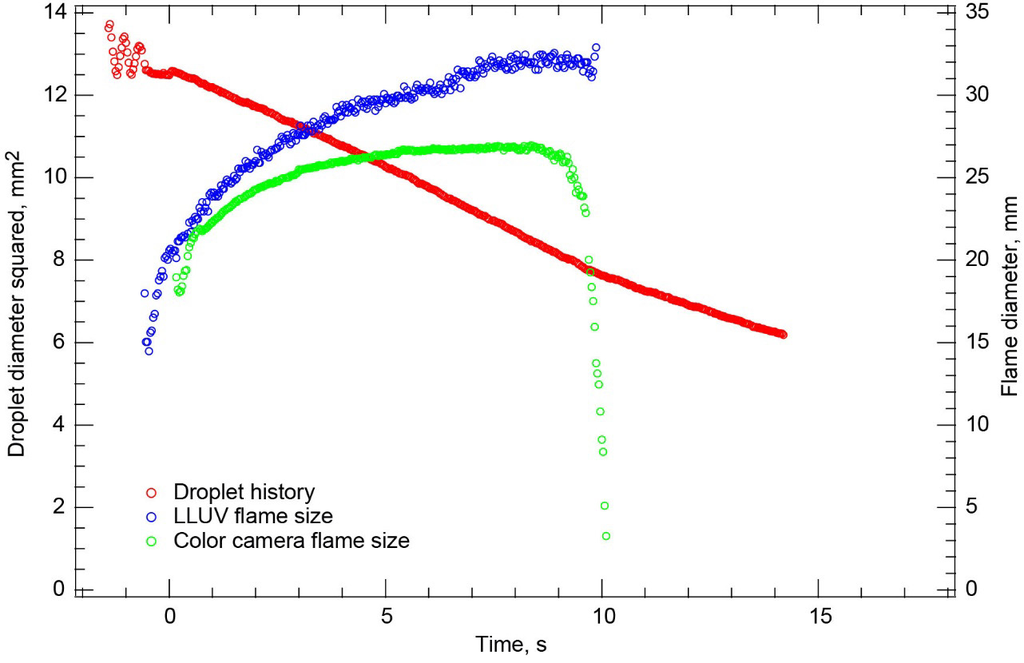 14
12
10
8
6
4
2
0
Droplet diameter squared, mm2
35
30
25
20
15
10
5
0
Flame diameter, mm
Droplet history
LLUV flame size
Color camera flame size
0 5 10 15
Time, s